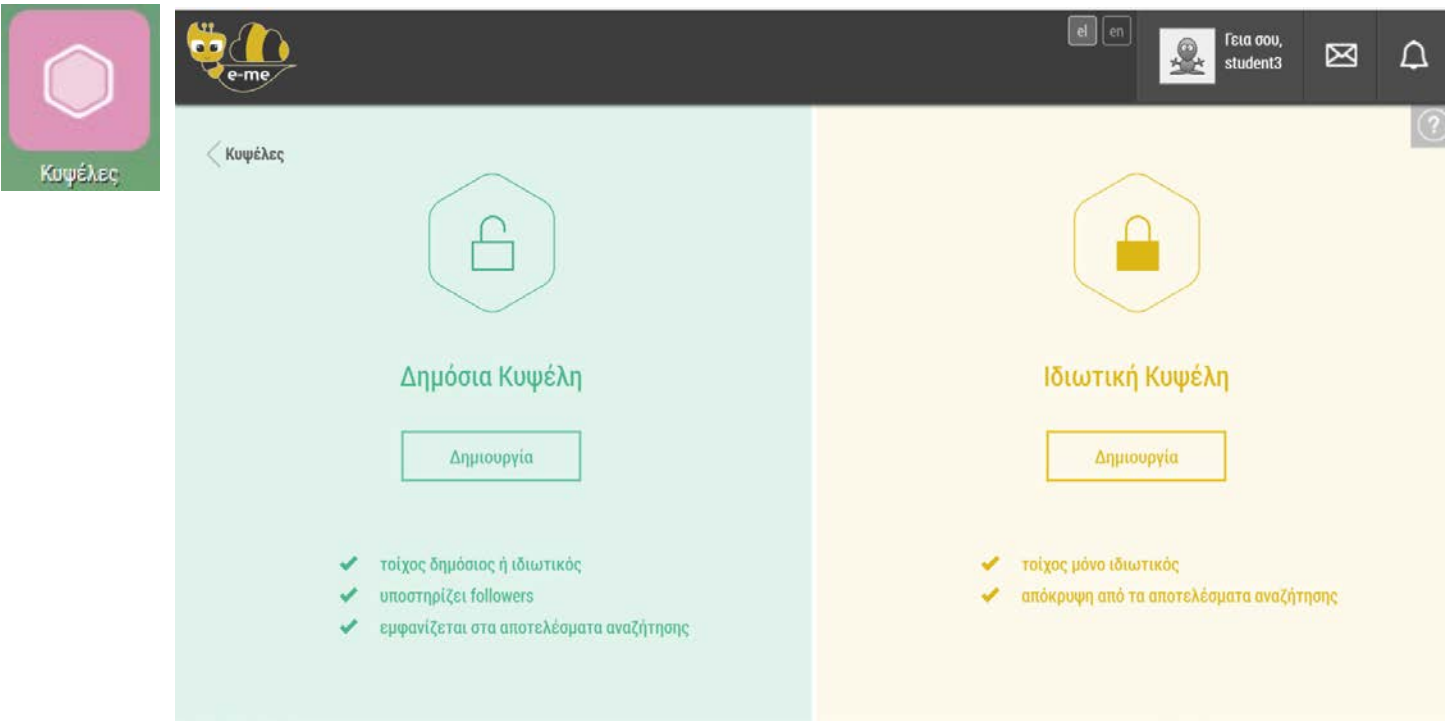 Κυψέλες
e-me
el
en
Γεια σου,
student3
?
Κυψέλες
Δημόσια Κυψέλη
Δημιουργία
τοίχος δημόσιος ή ιδιωτικός
υποστηρίζει followers
εμφανίζεται στα αποτελέσματα αναζήτησης
Ιδιωτική Κυψέλη
Δημιουργία
τοίχος μόνο ιδιωτικός
απόκρυψη από τα αποτελέσματα αναζήτησης